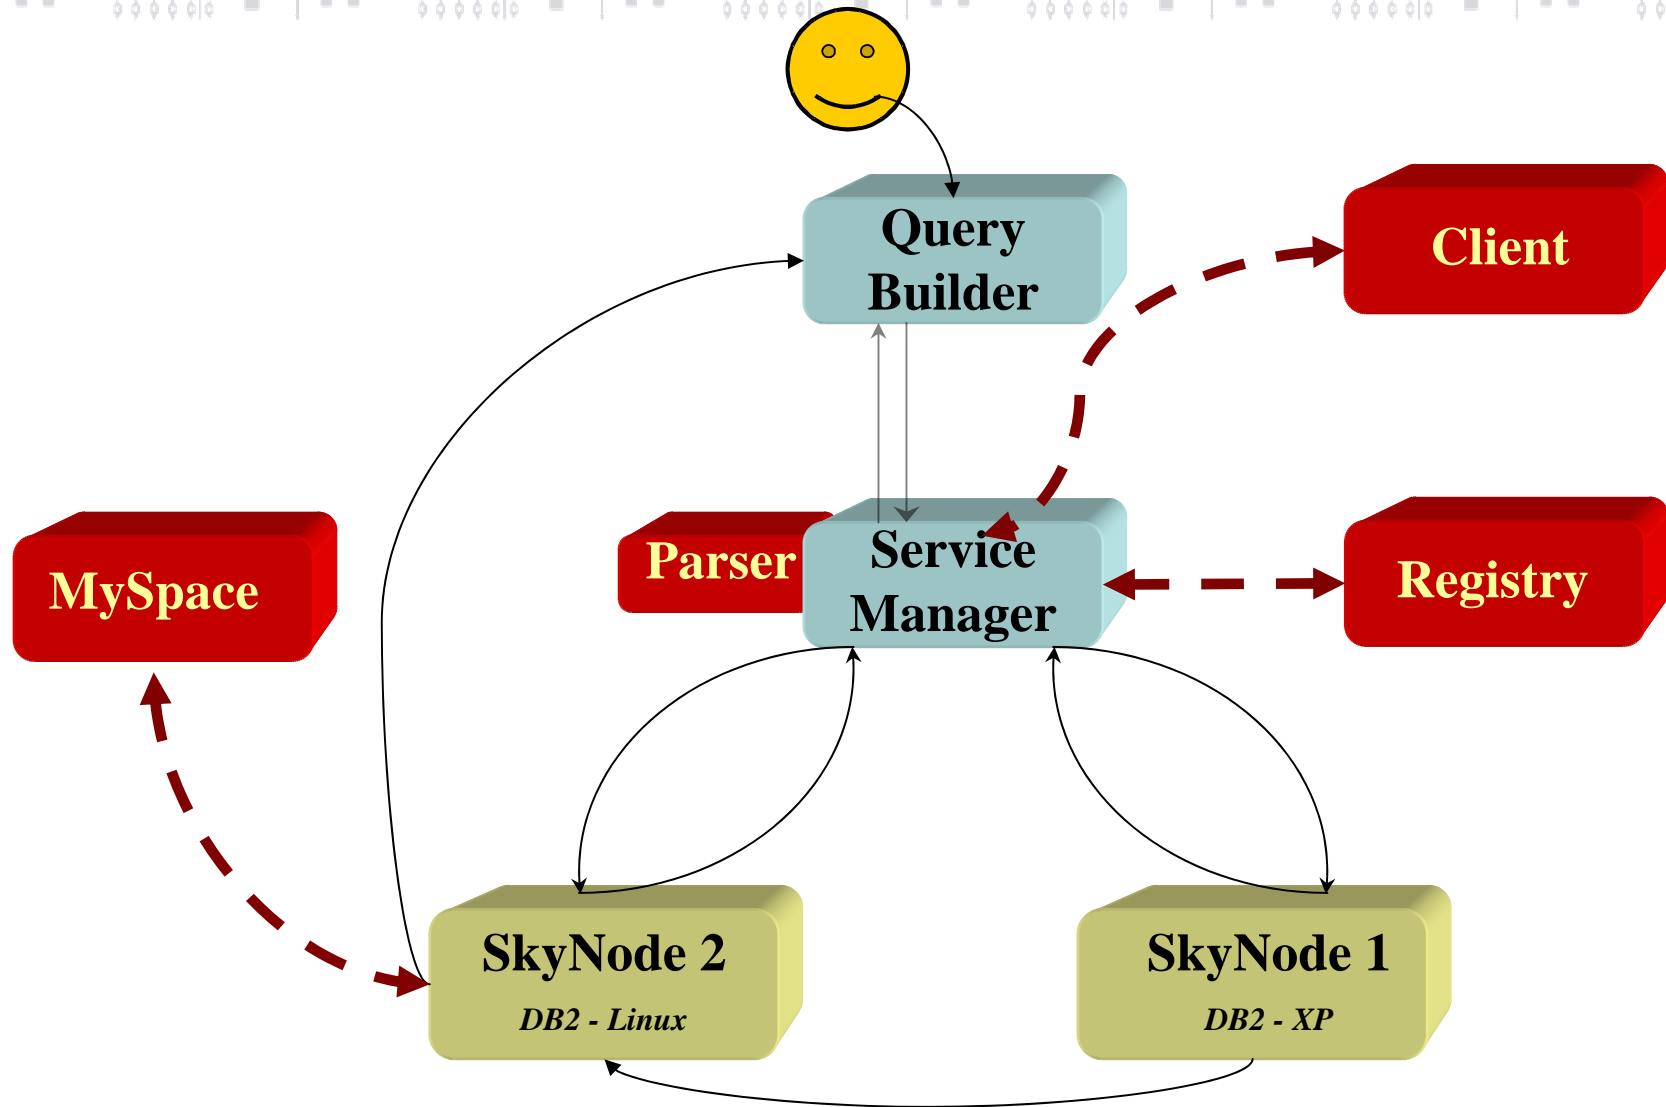 Query
Builder
Client
MySpace
Parser
Service
Manager
Registry
SkyNode 2
DB2 - Linux
SkyNode 1
DB2 - XP